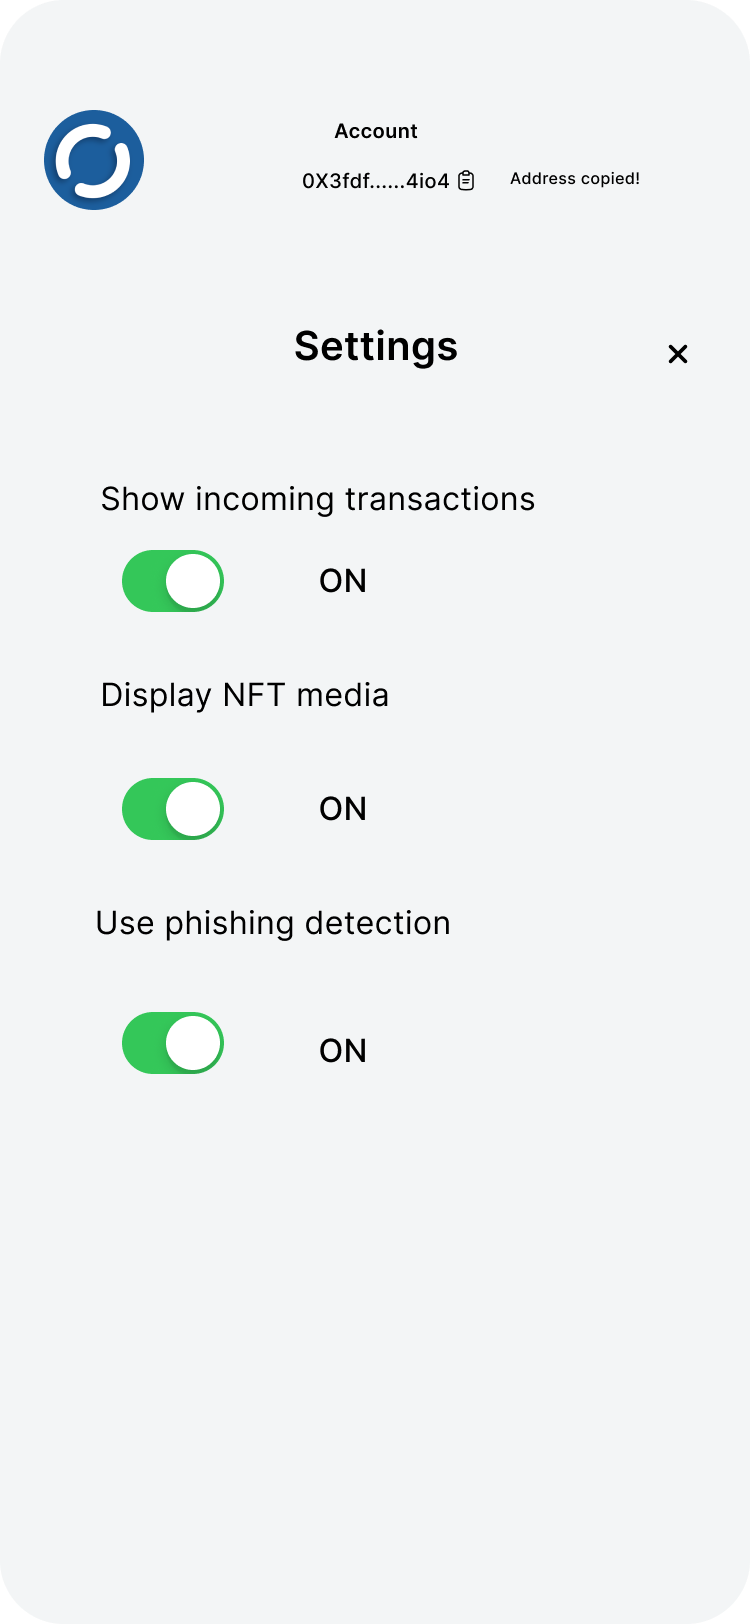 Account
0X3fdf......4io4 Address copied!
Settings
Show incoming transactions
ON
Display NFT media
ON
Use phishing detection
ON